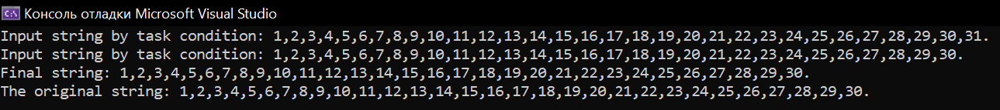 Консоль отладки Microsoft Visual Studio
Input string by task condition: 1,2,3,4,5,6,7,8,9,10,11,12,13,14,15,16,17,18,19,20,21,22,23,24,25,26,27,28,29,30,31.
Input string by task condition: 1,2,3,4,5,6,7,8,9,10,11,12,13,14,15,16,17,18,19,20,21,22,23,24,25,26,27,28,29,30.
Final string: 1,2,3,4,5,6,7,8,9,10,11,12,13,14,15,16,17,18,19,20,21,22,23,24,25,26,27,28,29,30.
The original string: 1,2,3,4,5,6,7,8,9,10,11,12,13,14,15,16,17,18,19,20,21,22,23,24,25,26,27,28,29,30.